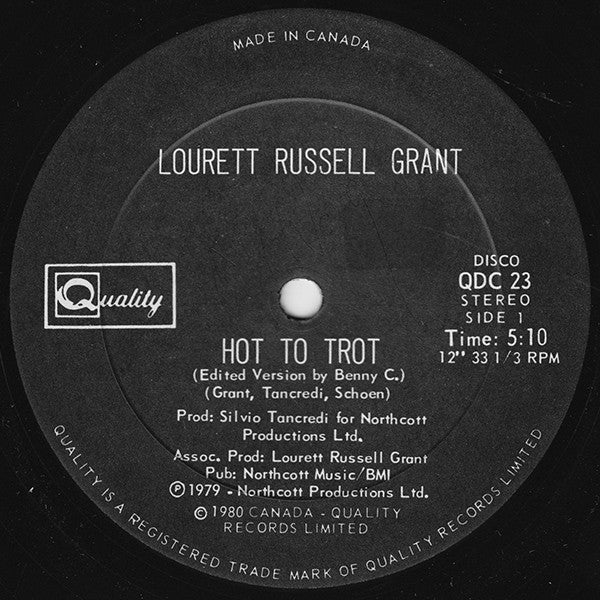 MADE IN CANADA
LOURETT RUSSELL GRANT
Quality
DISCO
QDC 23
STEREO
SIDE 1
Time: 5:10
12" 33 1/3 RPM
HOT TO TROT
(Edited Version by Benny C.)
(Grant, Tancredi, Schoen)
Prod: Silvio Tancredi for Northcott
Productions Ltd.
Assoc. Prod: Lourett Russell Grant
Pub: Northcott Music/BMI
Ⓟ 1979 - Northcott Productions Ltd.
© 1980 CANADA - QUALITY
RECORDS LIMITED
QUALITY IS A REGISTERED TRADE MARK OF QUALITY RECORDS LIMITED